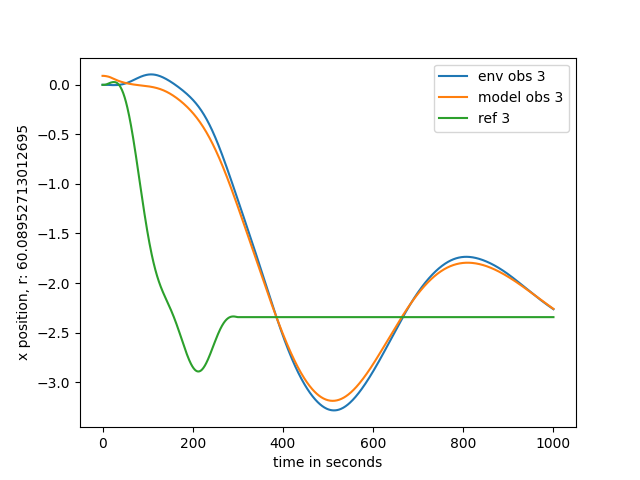 env obs 3
model obs 3
ref 3
0.0
−0.5
−1.0
−1.5
−2.0
−2.5
−3.0
x position, r: 60.08952713012695
0 200 400 600 800 1000
time in seconds